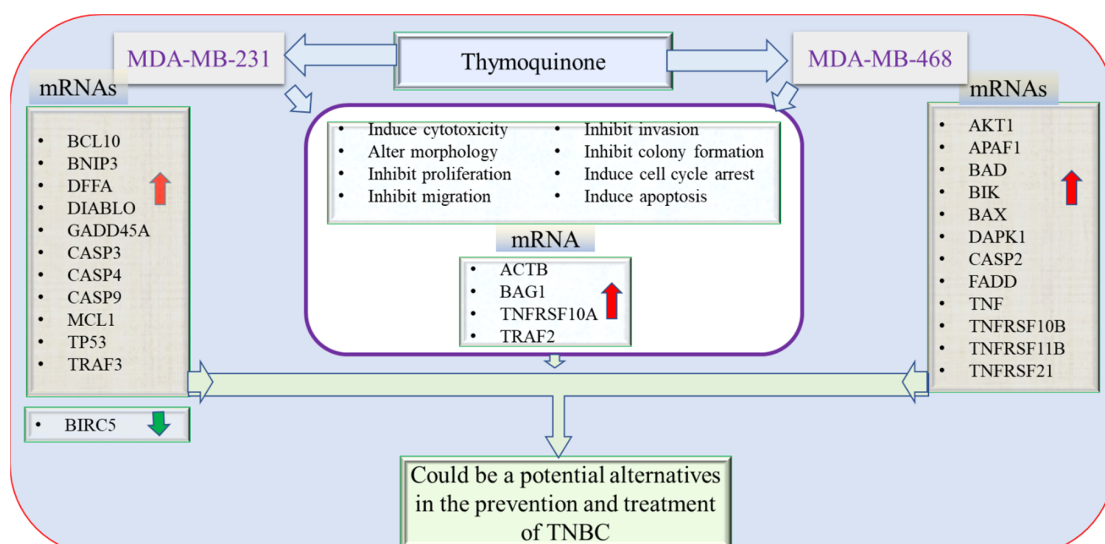 Thymoquinone
MDA-MB-231
MDA-MB-468
mRNAs
• BCL10
• BNIP3
• DFFA
• DIABLO
• GADD45A
• CASP3
• CASP4
• CASP9
• MCL1
• TP53
• TRAF3
• BIRC5
• Induce cytotoxicity
• Alter morphology
• Inhibit proliferation
• Inhibit migration
• Inhibit invasion
• Inhibit colony formation
• Induce cell cycle arrest
• Induce apoptosis
mRNA
• ACTB
• BAG1
• TNFRSF10A
• TRAF2
mRNAs
• AKT1
• APAF1
• BAD
• BIK
• BAX
• DAPK1
• CASP2
• FADD
• TNF
• TNFRSF10B
• TNFRSF11B
• TNFRSF21
Could be a potential alternatives
in the prevention and treatment
of TNBC